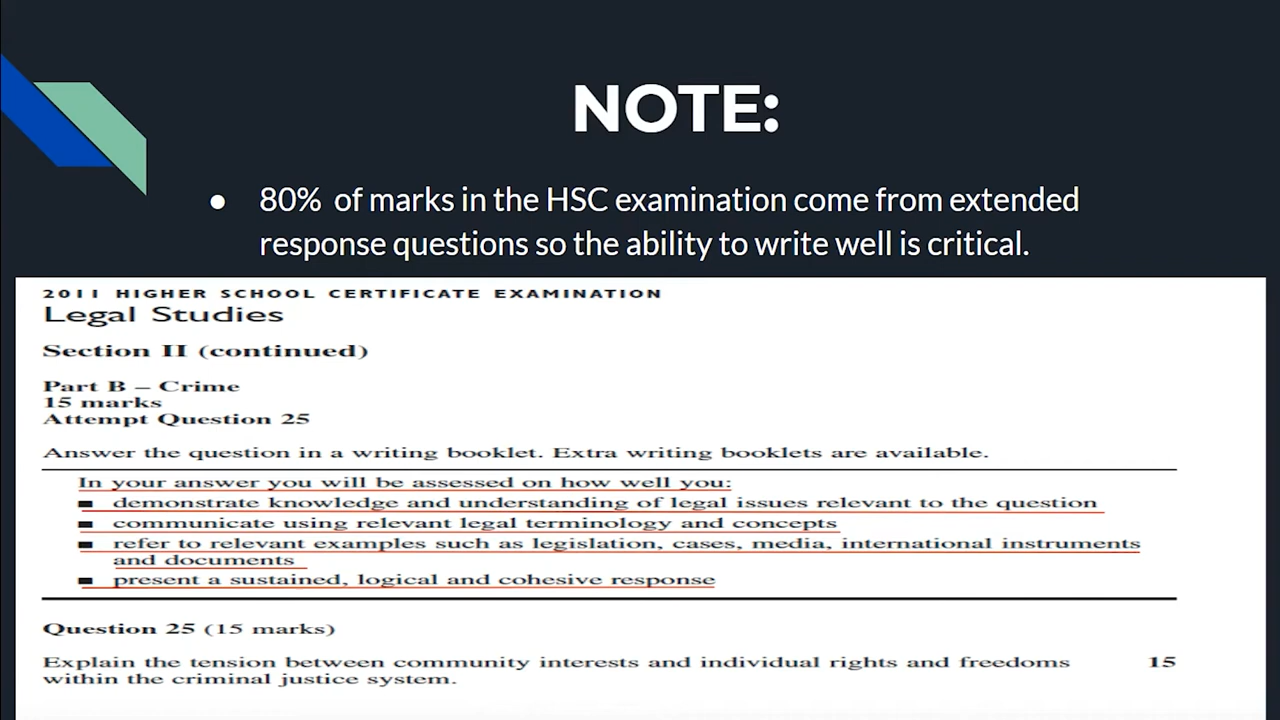 NOTE:
● 80% of marks in the HSC examination come from extended
response questions so the ability to write well is critical.
2011 HIGHER SCHOOL CERTIFICATE EXAMINATION
Legal Studies
Section II (continued)
Part B – Crime
15 marks
Attempt Question 25
Answer the question in a writing booklet. Extra writing booklets are available.
In your answer you will be assessed on how well you:
■ demonstrate knowledge and understanding of legal issues relevant to the question
■ communicate using relevant legal terminology and concepts
■ refer to relevant examples such as legislation, cases, media, international instruments
and documents
■ present a sustained, logical and cohesive response
Question 25 (15 marks)
Explain the tension between community interests and individual rights and freedoms 15
within the criminal justice system.